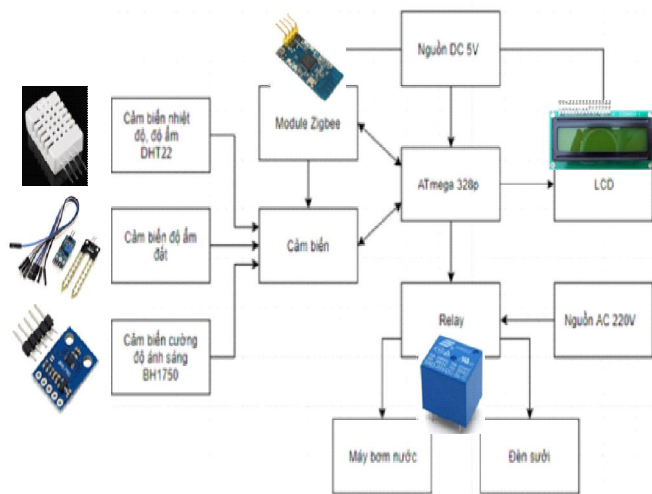 Nguồn DC 5V
Cảm biến nhiệt
độ, độ ẩm
DHT22
Module Zigbee
ATmega 328p
LCD
Cảm biến độ ẩm
đất
Cảm biến
Cảm biến cường
độ ánh sáng
BH1750
Relay
Nguồn AC 220V
Máy bơm nước
Đèn sưởi